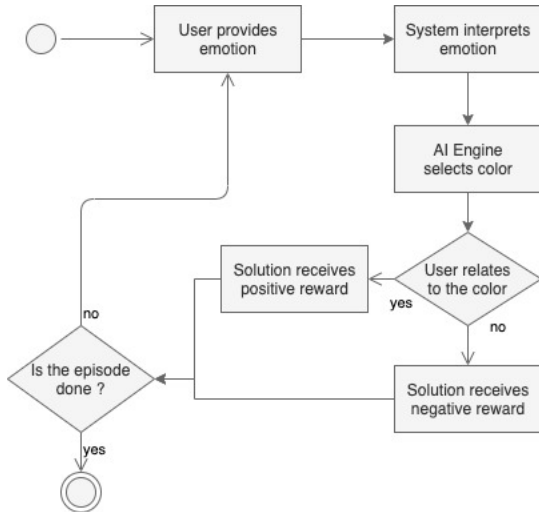 User provides
emotion
System interprets
emotion
AI Engine
selects color
User relates
to the color
yes
no
Solution receives
positive reward
Solution receives
negative reward
Is the episode
done ?
no
yes